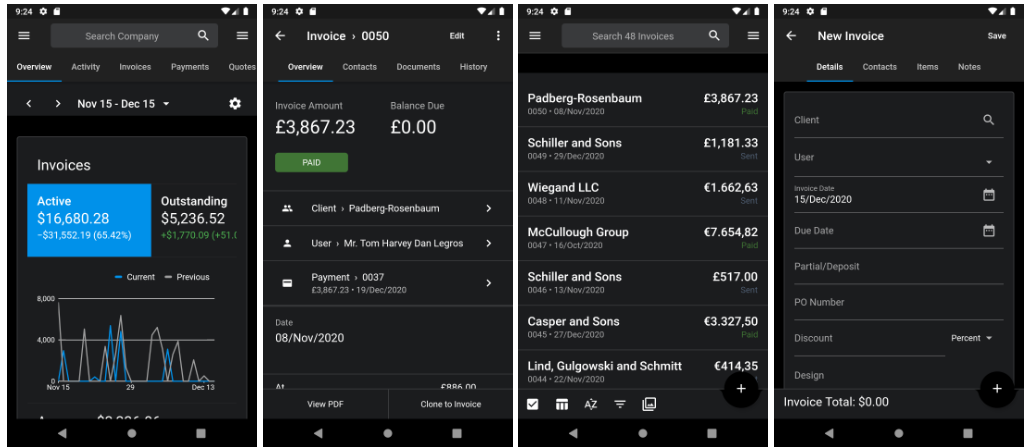 9:24
Search Company
Overview Activity Invoices Payments Quotes
Nov 15 - Dec 15
Invoices
Active
$16,680.28
−$31,552.19 (65.42%)
Outstanding
$5,236.52
+$1,770.09 (+51.0
Current Previous
8,000
4,000
0
Nov 15 29 Dec 13
9:24
Invoice › 0050 Edit
Overview Contacts Documents History
Invoice Amount Balance Due
£3,867.23 £0.00
PAID
Client › Padberg-Rosenbaum
User › Mr. Tom Harvey Dan Legros
Payment › 0037
£3,867.23 • 19/Dec/2020
Date
08/Nov/2020
View PDF Clone to Invoice
9:24
Search 48 Invoices
Padberg-Rosenbaum £3,867.23
0050 • 08/Nov/2020 Paid
Schiller and Sons £1,181.33
0049 • 29/Dec/2020 Sent
Wiegand LLC €1.662,63
0048 • 11/Nov/2020 Sent
McCullough Group €7.654,82
0047 • 16/Oct/2020 Paid
Schiller and Sons £517.00
0046 • 13/Nov/2020 Sent
Casper and Sons €3.327,50
0045 • 27/Dec/2020 Paid
Lind, Gulgowski and Schmitt €414,35
0044 • 22/Nov/2020
AZ
+
9:24
New Invoice Save
Details Contacts Items Notes
Client
User
Invoice Date
15/Dec/2020
Due Date
Partial/Deposit
PO Number
Discount Percent
Design
+
Invoice Total: $0.00